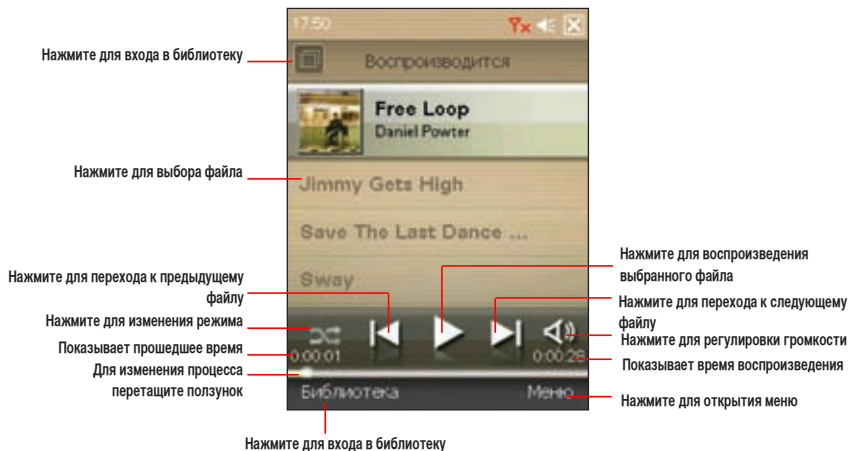 17:50
Нажмите для входа в библиотеку
Воспроизводится
Free Loop
Daniel Powter
Нажмите для выбора файла
Jimmy Gets High
Save The Last Dance ...
Sway
Нажмите для воспроизведения
выбранного файла
Нажмите для перехода к предыдущему
файлу
Нажмите для перехода к следующему
файлу
Нажмите для изменения режима
Нажмите для регулировки громкости
Показывает прошедшее время
0:00:01
0:00:28
Показывает время воспроизведения
Для изменения процесса
перетащите ползунок
Библиотека
Меню
Нажмите для открытия меню
Нажмите для входа в библиотеку